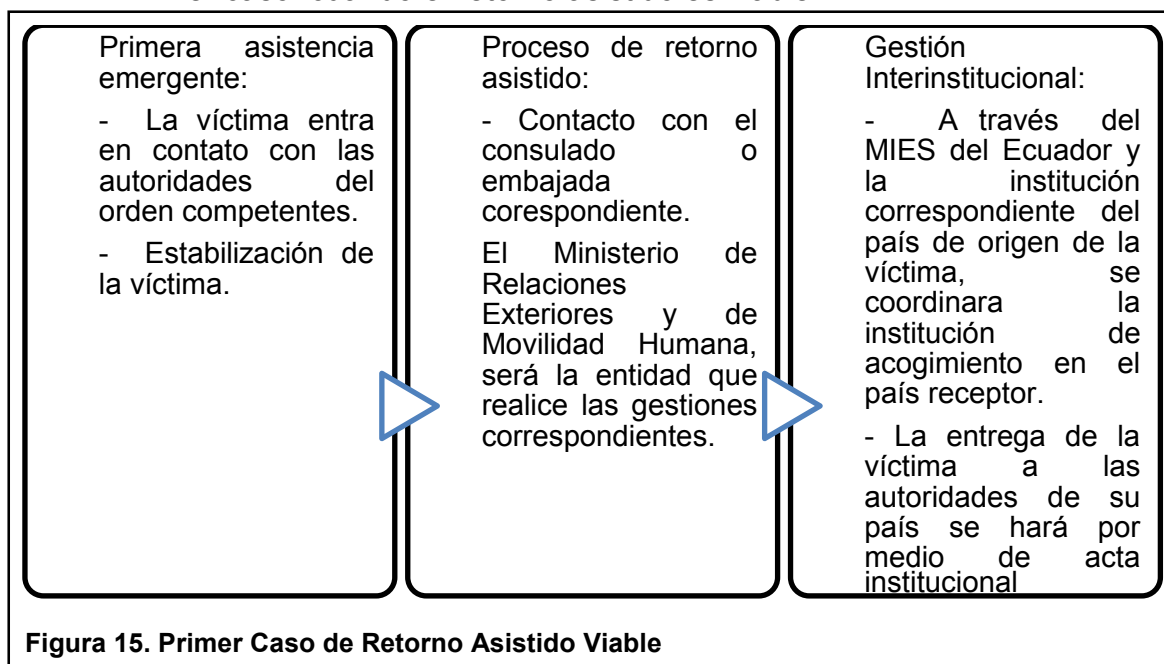 Primera asistencia
emergente:
- La víctima entra
en contato con las
autoridades del
orden competentes.
- Estabilización de
la víctima.
Proceso de retorno
asistido:
- Contacto con el
consulado o
embajada
corespondiente.
El Ministerio de
Relaciones
Exteriores y de
Movilidad Humana,
será la entidad que
realice las gestiones
correspondientes.
Gestión
Interinstitucional:
- A través del
MIES del Ecuador y
la institución
correspondiente del
país de origen de la
víctima, se
coordinara la
institución de
acogimiento en el
país receptor.
- La entrega de la
víctima a las
autoridades de su
país se hará por
medio de acta
institucional
Figura 15. Primer Caso de Retorno Asistido Viable